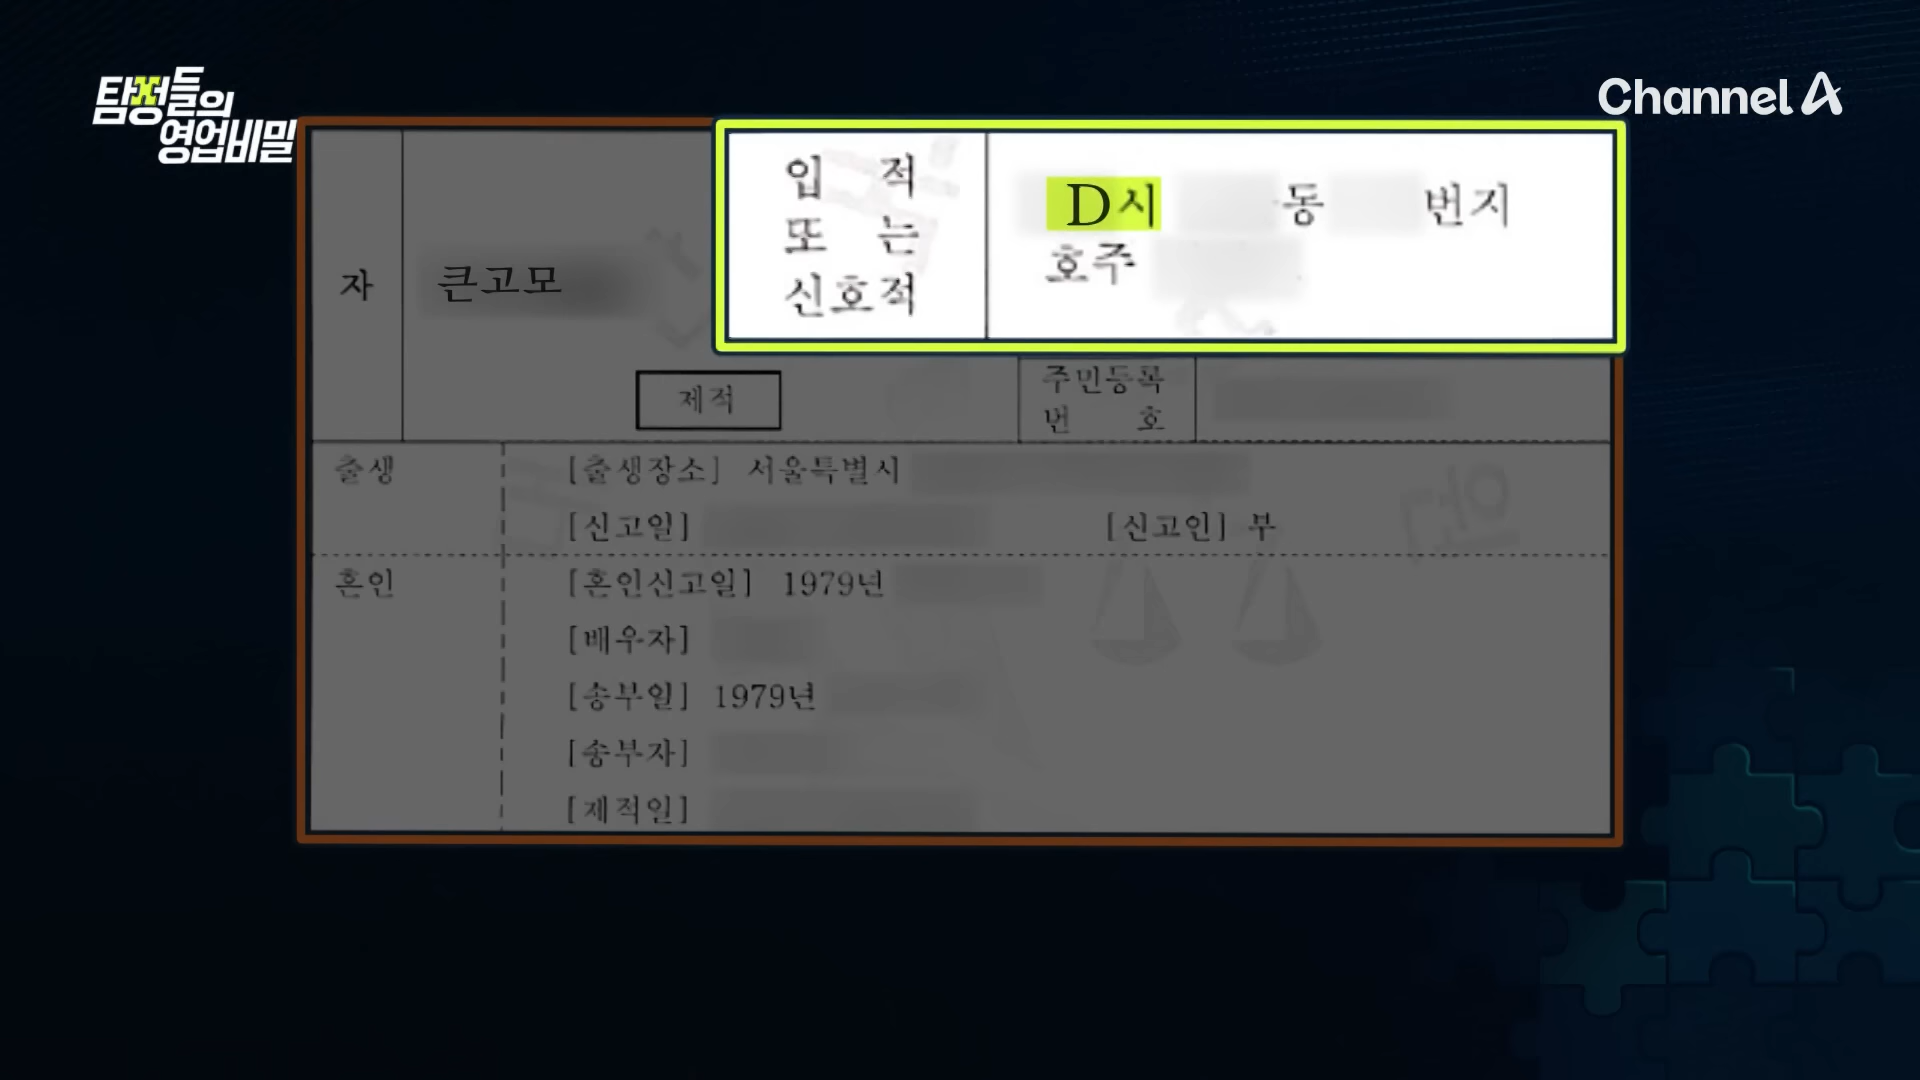 탐정들의
영업비밀
Channel A
자
큰고모
입 적
또 는
신호적
D시 동 번지
호주
제적
주민등록
번 호
출생
[출생장소] 서울특별시
[신고일] [신고인] 부
혼인
[혼인신고일] 1979년
[배우자]
[송부일] 1979년
[송부자]
[제적일]